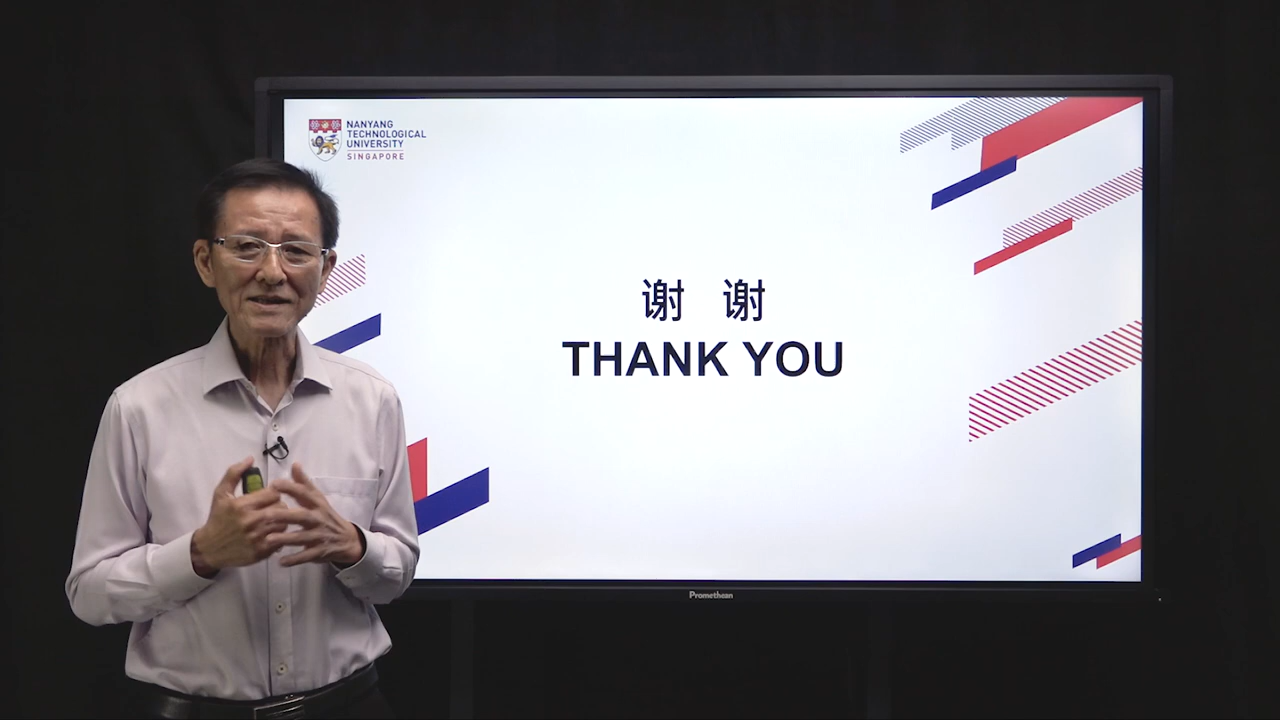 NANYANG
TECHNOLOGICAL
UNIVERSITY
SINGAPORE
谢 谢
THANK YOU
Promethean